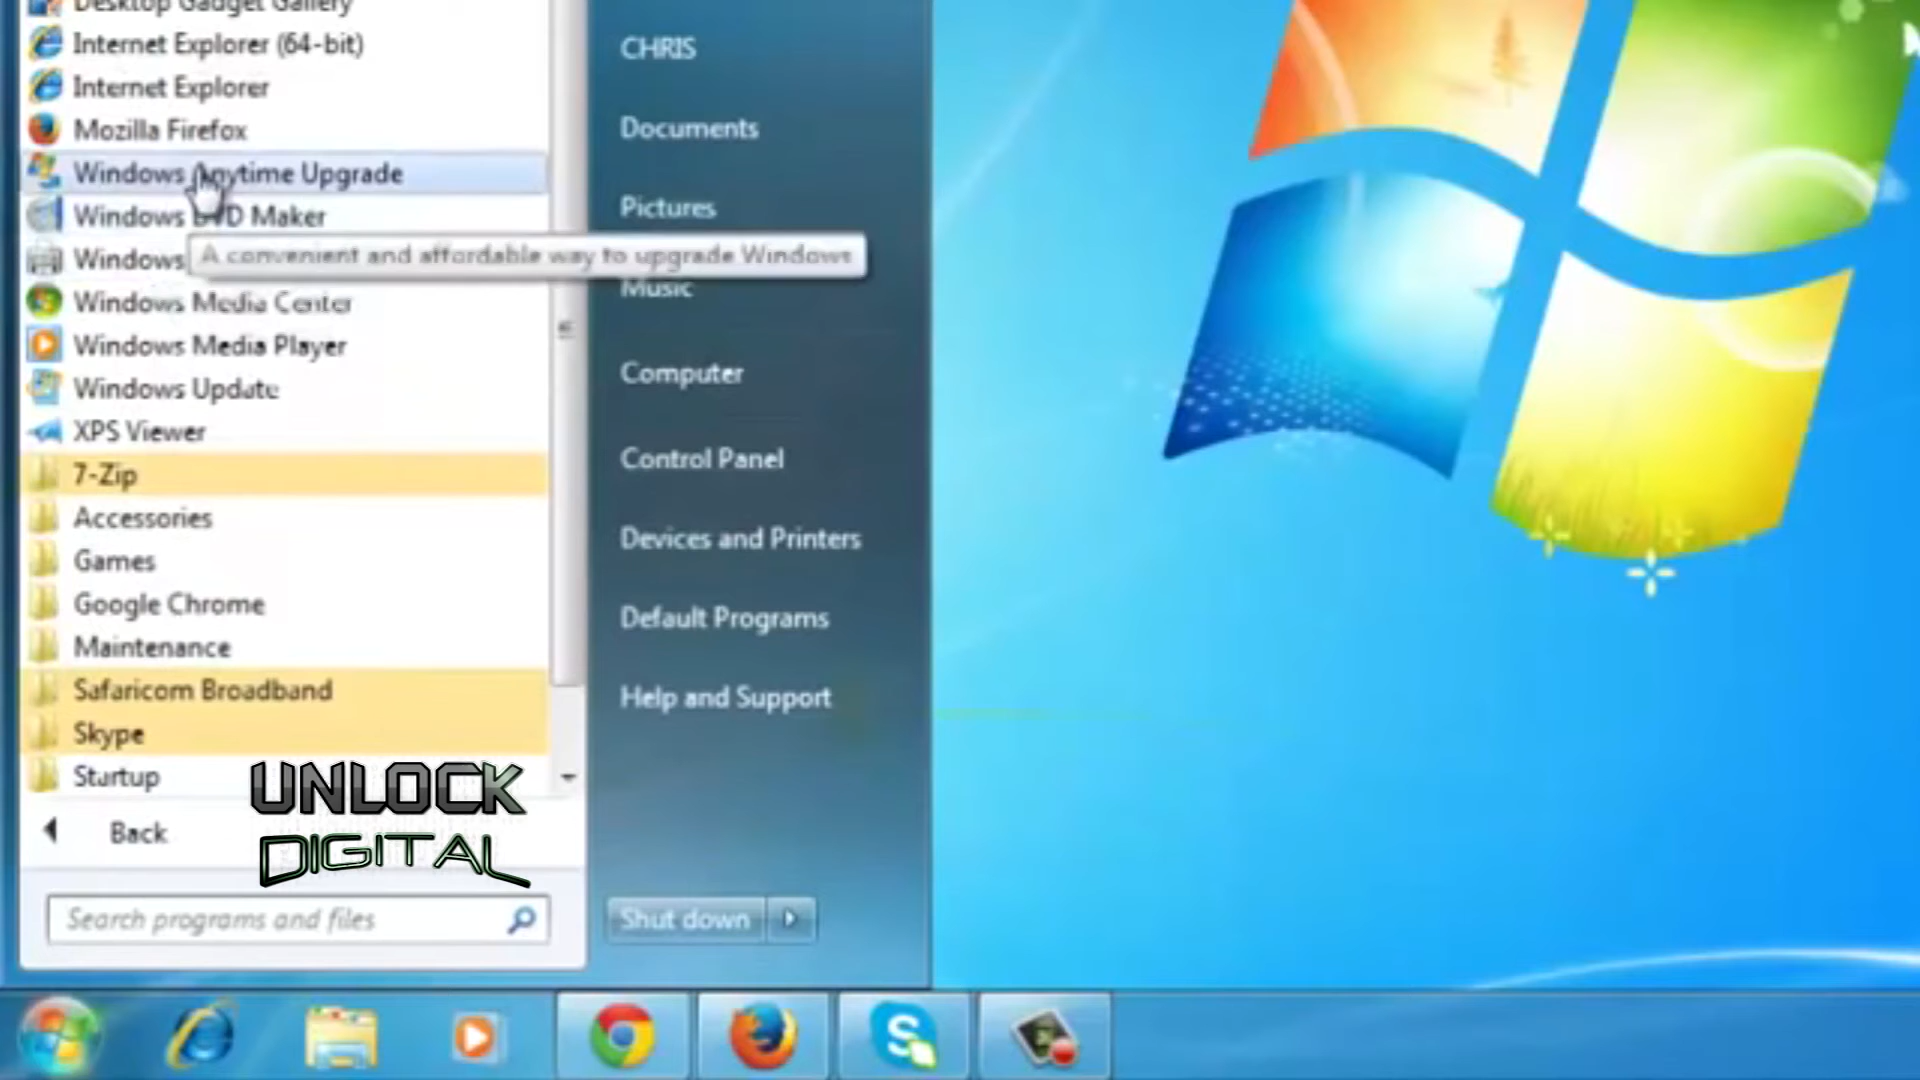 Desktop Gadget Gallery
Internet Explorer (64-bit)
Internet Explorer
Mozilla Firefox
Windows Anytime Upgrade
Windows DVD Maker
Windows
A convenient and affordable way to upgrade Windows
Windows Media Center
Windows Media Player
Windows Update
XPS Viewer
7-Zip
Accessories
Games
Google Chrome
Maintenance
Safaricom Broadband
Skype
Startup
Back
Search programs and files
CHRIS
Documents
Pictures
Music
Computer
Control Panel
Devices and Printers
Default Programs
Help and Support
Shut down
UNLOCK
DIGITAL